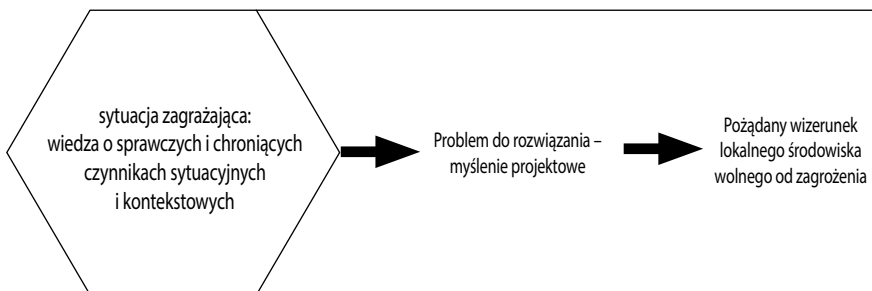 sytuacja zagrażająca:
wiedza o sprawczych i chroniących
czynnikach sytuacyjnych
i kontekstowych
Problem do rozwiązania –
myślenie projektowe
Pożądany wizerunek
lokalnego środowiska
wolnego od zagrożenia